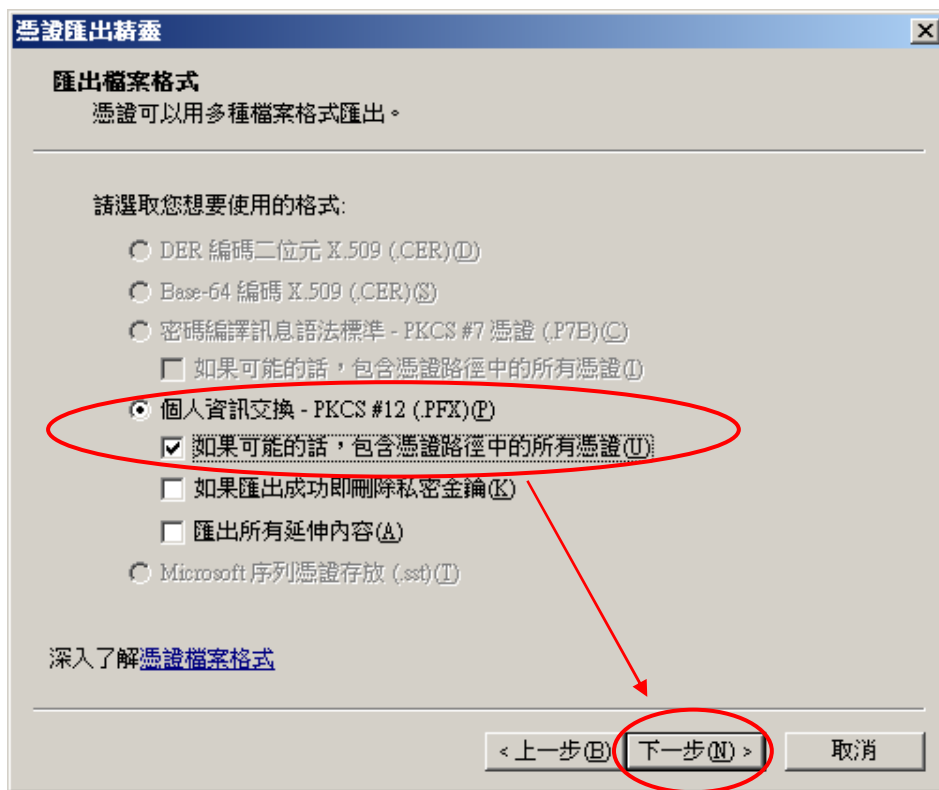 憑證匯出精靈
匯出檔案格式
憑證可以用多種檔案格式匯出。
請選取您想要使用的格式:
DER 編碼二位元 X.509 (.CER)(D)
Base-64 編碼 X.509 (.CER)(S)
密碼編譯訊息語法標準 - PKCS #7 憑證 (.P7B)(C)
如果可能的話，包含憑證路徑中的所有憑證(I)
個人資訊交換 - PKCS #12 (.PFX)(P)
如果可能的話，包含憑證路徑中的所有憑證(U)
如果匯出成功即刪除私密金鑰(K)
匯出所有延伸內容(A)
Microsoft 序列憑證存放 (.sst)(T)
深入了解憑證檔案格式
< 上一步(B) 下一步(N) > 取消